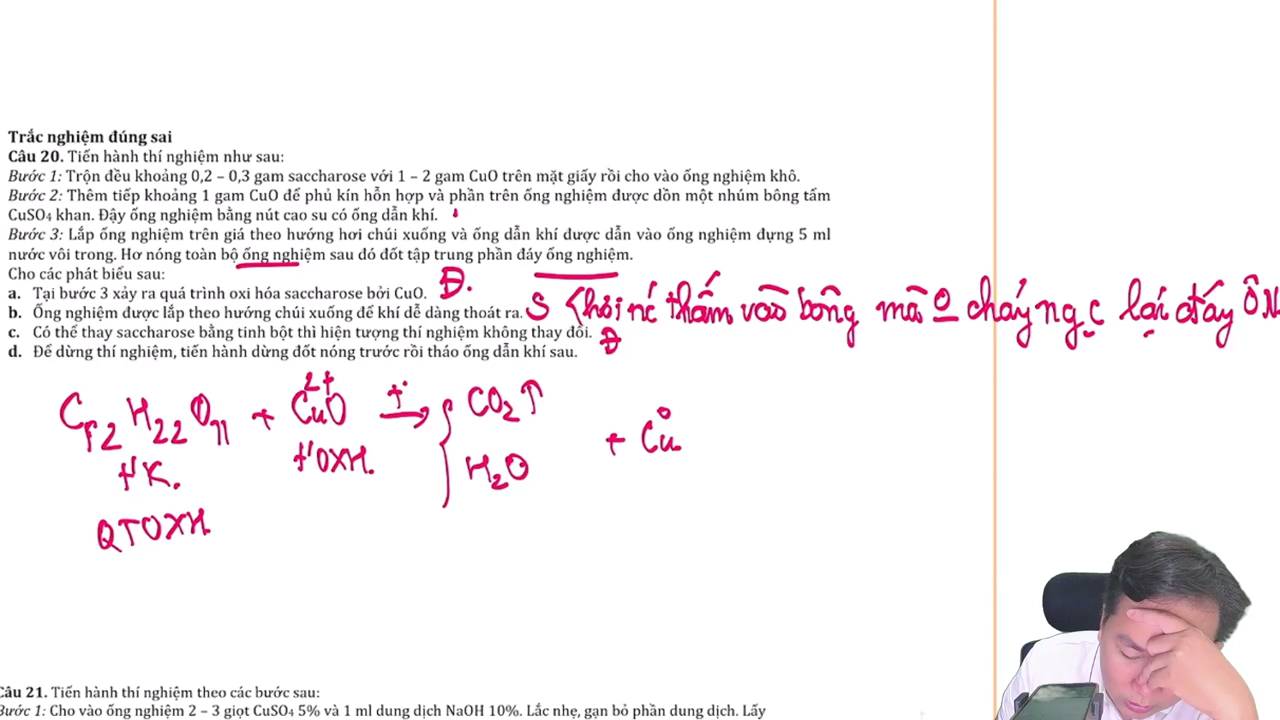 Trắc nghiệm đúng sai
Câu 20. Tiến hành thí nghiệm như sau:
Bước 1: Trộn đều khoảng 0,2 – 0,3 gam saccharose với 1 – 2 gam CuO trên mặt giấy rồi cho vào ống nghiệm khô.
Bước 2: Thêm tiếp khoảng 1 gam CuO để phủ kín hỗn hợp và phần trên ống nghiệm được dồn một nhúm bông tẩm
CuSO₄ khan. Đậy ống nghiệm bằng nút cao su có ống dẫn khí.
Bước 3: Lắp ống nghiệm trên giá theo hướng hơi chúi xuống và ống dẫn khí được dẫn vào ống nghiệm đựng 5 ml
nước vôi trong. Hơ nóng toàn bộ ống nghiệm sau đó đốt tập trung phần đáy ống nghiệm.
Cho các phát biểu sau:
a. Tại bước 3 xảy ra quá trình oxi hóa saccharose bởi CuO. Đ.
b. Ống nghiệm được lắp theo hướng chúi xuống để khí dễ dàng thoát ra. S (hơi nc thấm vào bông mà 0 chảy ngc lại đáy ÔN
c. Có thể thay saccharose bằng tinh bột thì hiện tượng thí nghiệm không thay đổi. Đ
d. Để dừng thí nghiệm, tiến hành dừng đốt nóng trước rồi tháo ống dẫn khí sau.
C12H22O11 + CuO → { CO2↑ H2O + Cu
2+ t° 0
+'K. +'OXH.
QTOXH.
Câu 21. Tiến hành thí nghiệm theo các bước sau:
Bước 1: Cho vào ống nghiệm 2 – 3 giọt CuSO₄ 5% và 1 ml dung dịch NaOH 10%. Lắc nhẹ, gạn bỏ phần dung dịch. Lấy